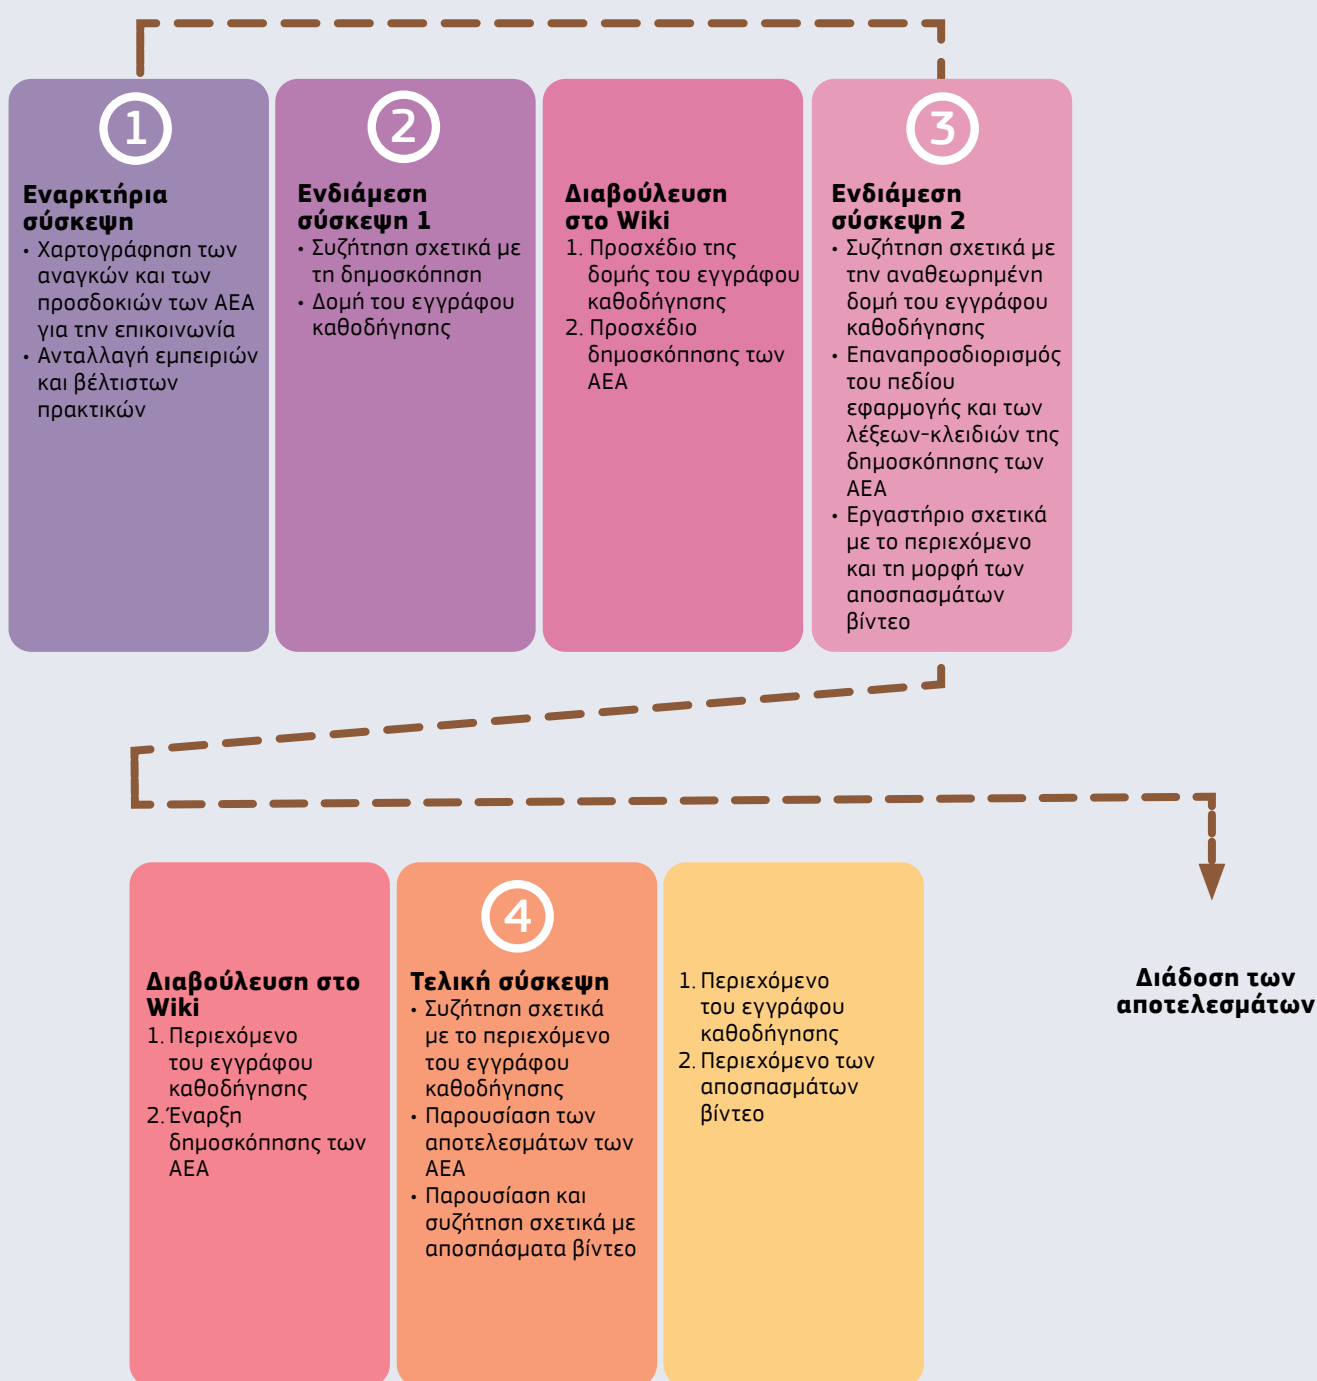 1
Εναρκτήρια
σύσκεψη
• Χαρτογράφηση των
αναγκών και των
προσδοκιών των ΑΕΑ
για την επικοινωνία
• Ανταλλαγή εμπειριών
και βέλτιστων
πρακτικών
2
Ενδιάμεση
σύσκεψη 1
• Συζήτηση σχετικά με
τη δημοσκόπηση
• Δομή του εγγράφου
καθοδήγησης
Διαβούλευση
στο Wiki
1. Προσχέδιο της
δομής του εγγράφου
καθοδήγησης
2. Προσχέδιο
δημοσκόπησης των
ΑΕΑ
3
Ενδιάμεση
σύσκεψη 2
• Συζήτηση σχετικά με
την αναθεωρημένη
δομή του εγγράφου
καθοδήγησης
• Επαναπροσδιορισμός
του πεδίου
εφαρμογής και των
λέξεων-κλειδιών της
δημοσκόπησης των
ΑΕΑ
• Εργαστήριο σχετικά
με το περιεχόμενο
και τη μορφή των
αποσπασμάτων
βίντεο
Διαβούλευση στο
Wiki
1. Περιεχόμενο
του εγγράφου
καθοδήγησης
2. Έναρξη
δημοσκόπησης των
ΑΕΑ
4
Τελική σύσκεψη
• Συζήτηση σχετικά
με το περιεχόμενο
του εγγράφου
καθοδήγησης
• Παρουσίαση των
αποτελεσμάτων των
ΑΕΑ
• Παρουσίαση και
συζήτηση σχετικά με
αποσπάσματα βίντεο
1. Περιεχόμενο
του εγγράφου
καθοδήγησης
2. Περιεχόμενο των
αποσπασμάτων
βίντεο
Διάδοση των
αποτελεσμάτων